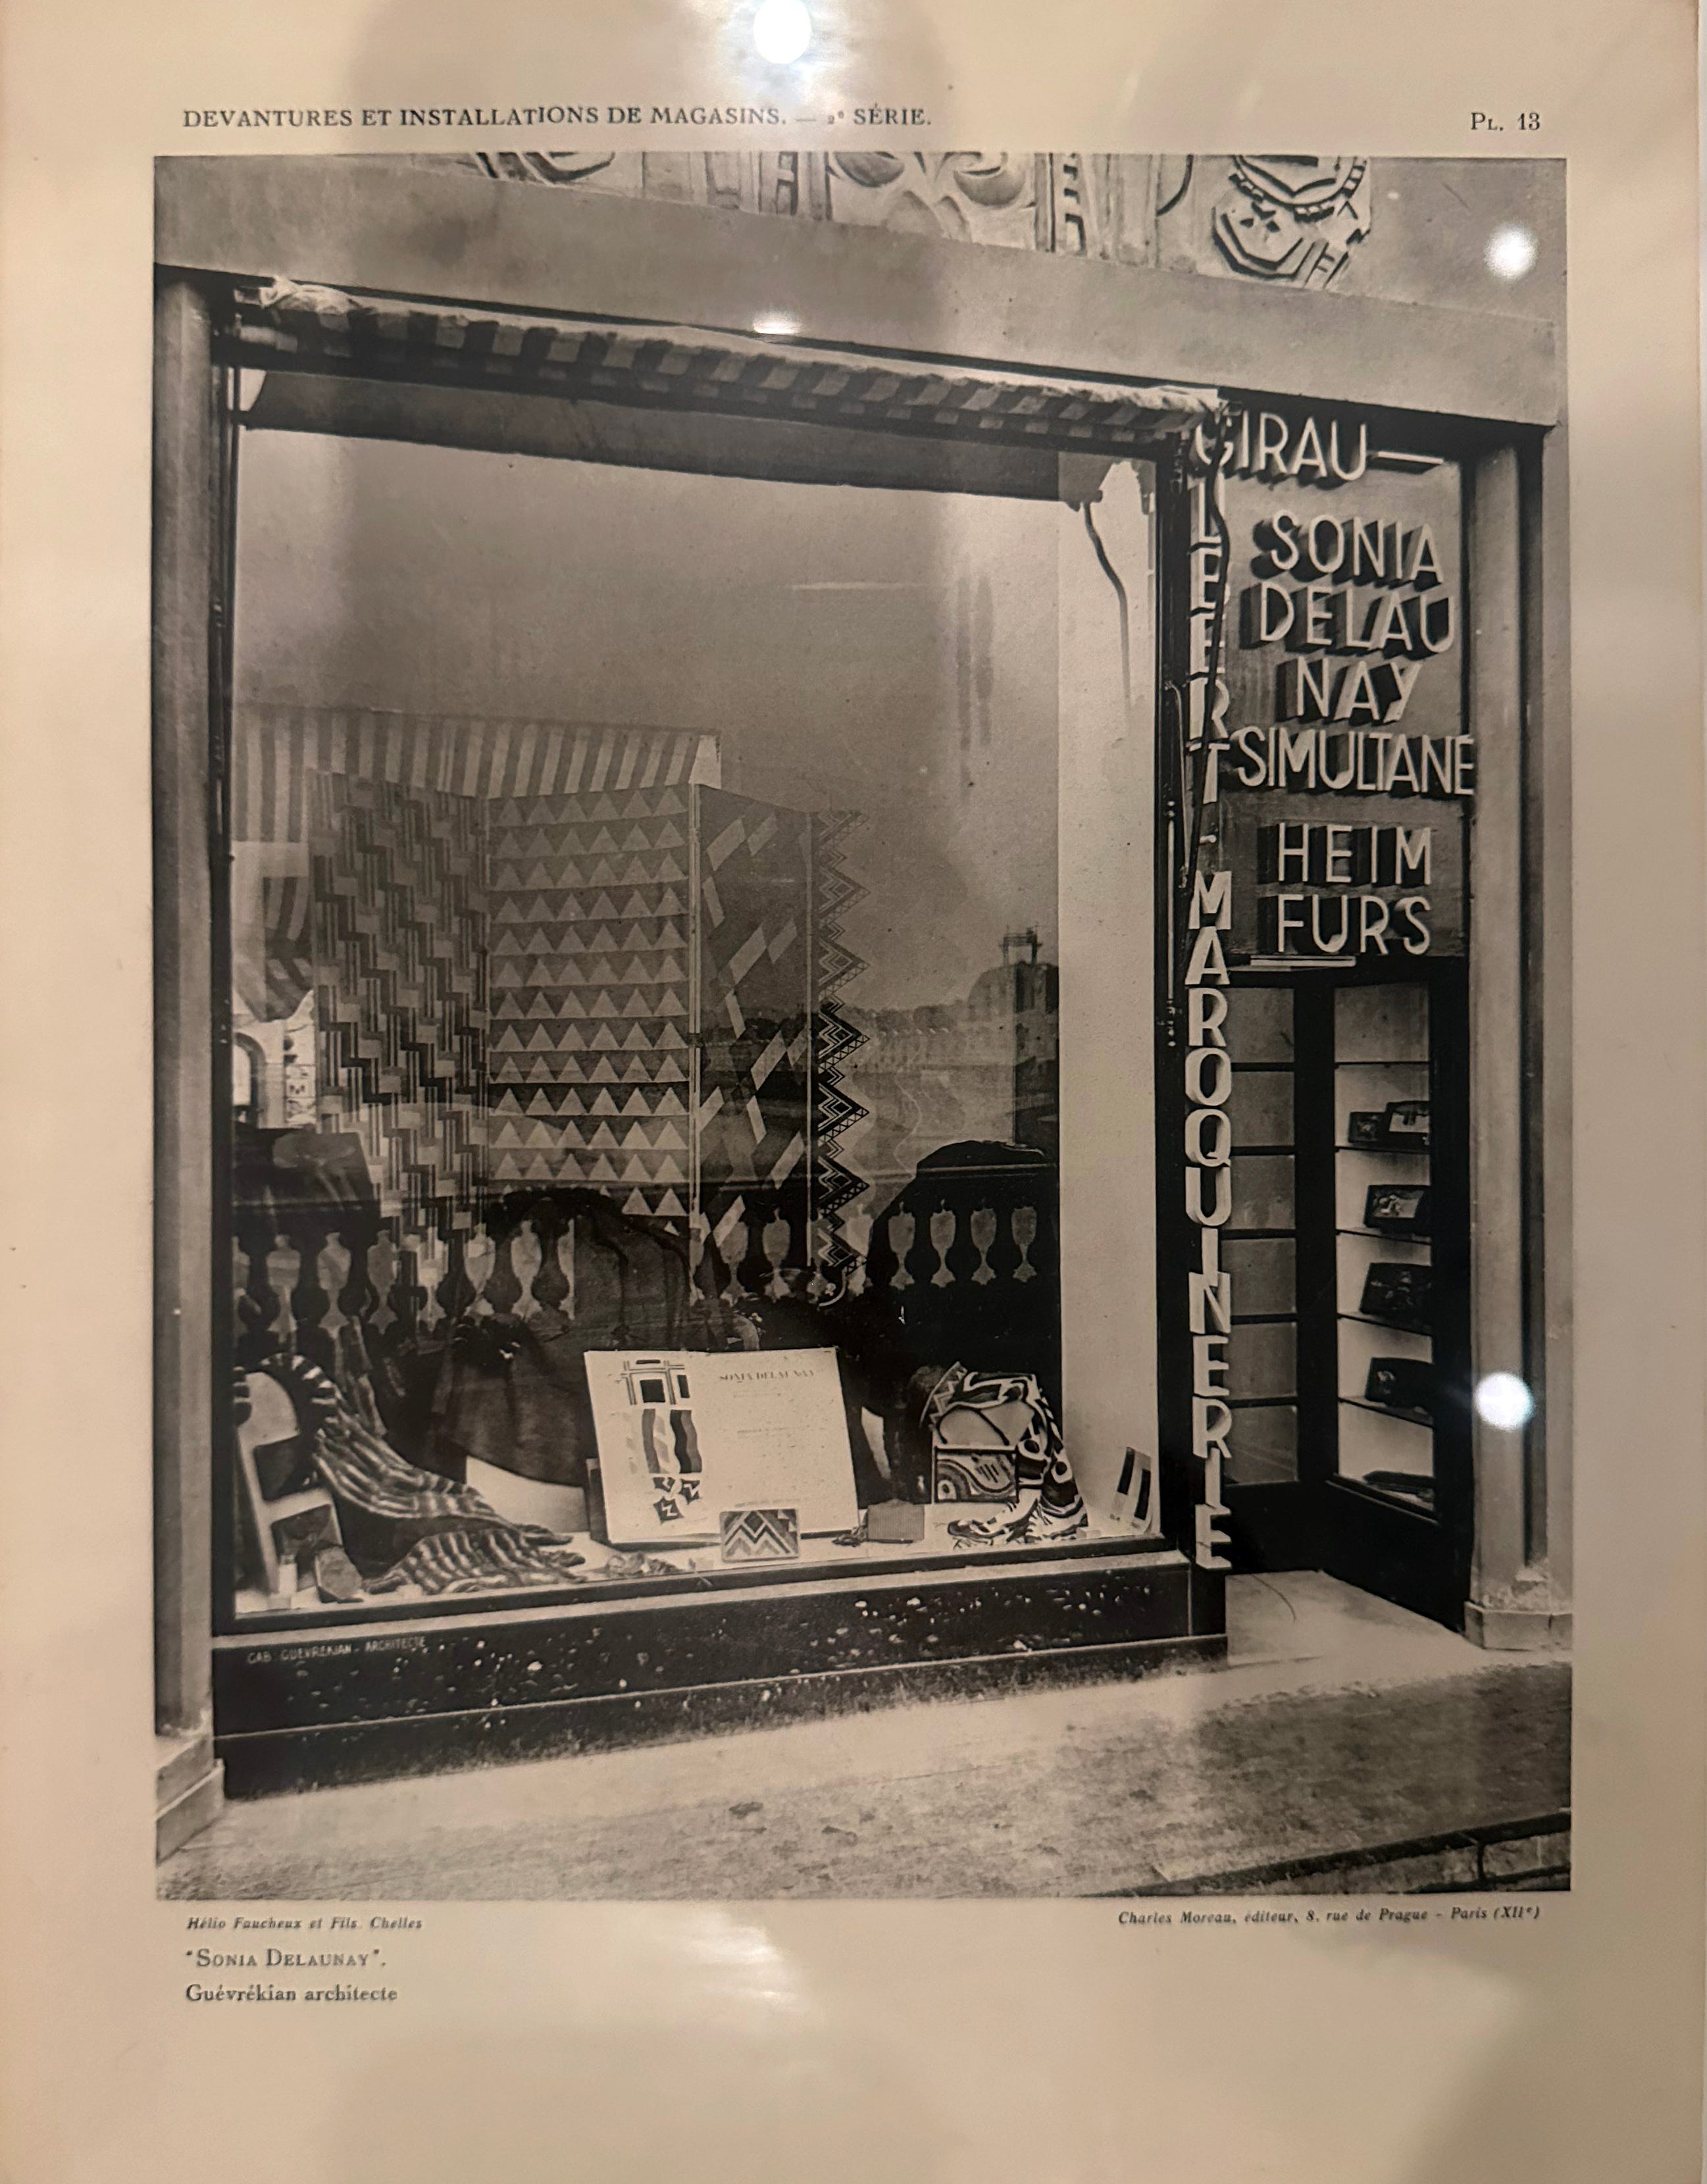 DEVANTURES ET INSTALLATIONS DE MAGASINS. — 2e SÉRIE.
PL. 13
GIRAU—
SONIA
DELAU
NAY
SIMULTANÉ
HEIM
FURS
MAROQUINERIE
SONIA DELAUNAY
GAB. GUÉVRÉKIAN - ARCHITECTE
Hélio Faucheux et Fils. Chelles
Charles Moreau, éditeur, 8, rue de Prague - Paris (XIIe)
"SONIA DELAUNAY".
Guévrékian architecte